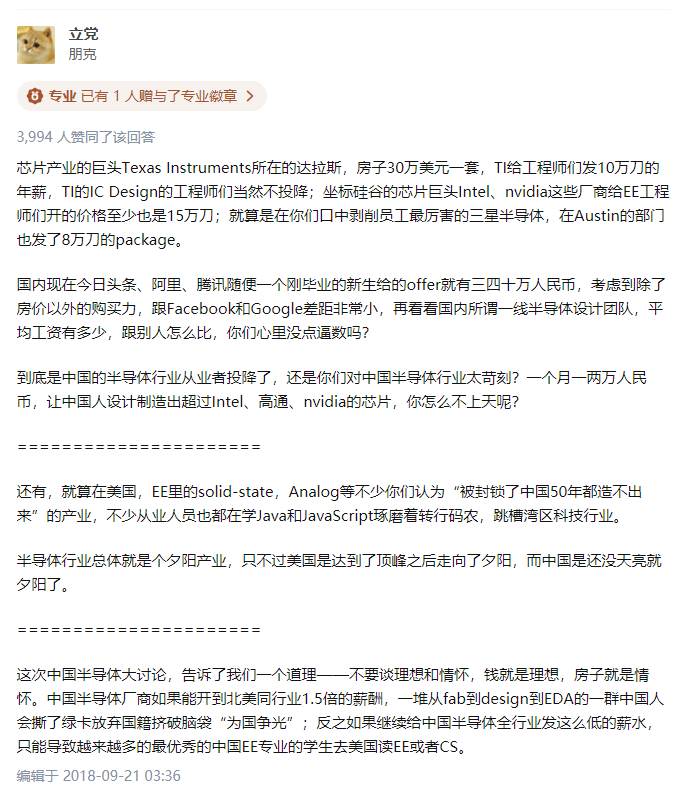 立党
朋克
专业 已有 1 人赠与了专业徽章
3,994 人赞同了该回答
芯片产业的巨头Texas Instruments所在的达拉斯，房子30万美元一套，TI给工程师们发10万刀的
年薪，TI的IC Design的工程师们当然不投降；坐标硅谷的芯片巨头Intel、nvidia这些厂商给EE工程
师们开的价格至少也是15万刀；就算是在你们口中剥削员工最厉害的三星半导体，在Austin的部门
也发了8万刀的package。
国内现在今日头条、阿里、腾讯随便一个刚毕业的新生给的offer就有三四十万人民币，考虑到除了
房价以外的购买力，跟Facebook和Google差距非常小，再看看国内所谓一线半导体设计团队，平
均工资有多少，跟别人怎么比，你们心里没点逼数吗？
到底是中国的半导体行业从业者投降了，还是你们对中国半导体行业太苛刻？一个月一两万人民
币，让中国人设计制造出超过Intel、高通、nvidia的芯片，你怎么不上天呢？
======================
还有，就算在美国，EE里的solid-state，Analog等不少你们认为“被封锁了中国50年都造不出
来”的产业，不少从业人员也都在学Java和JavaScript琢磨着转行码农，跳槽湾区科技行业。
半导体行业总体就是个夕阳产业，只不过美国是达到了顶峰之后走向了夕阳，而中国是还没天亮就
夕阳了。
======================
这次中国半导体大讨论，告诉了我们一个道理——不要谈理想和情怀，钱就是理想，房子就是情
怀。中国半导体厂商如果能开到北美同行业1.5倍的薪酬，一堆从fab到design到EDA的一群中国人
会撕了绿卡放弃国籍挤破脑袋“为国争光”；反之如果继续给中国半导体全行业发这么低的薪水，
只能导致越来越多的最优秀的中国EE专业的学生去美国读EE或者CS。
编辑于 2018-09-21 03:36